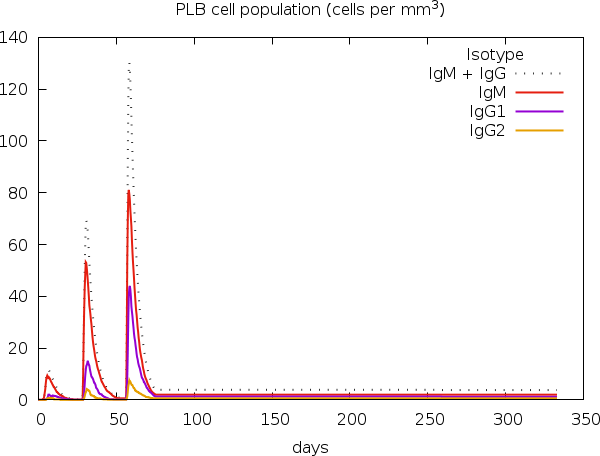 PLB cell population (cells per mm³)
140
120
100
80
60
40
20
0
Isotype
IgM + IgG
IgM
IgG1
IgG2
0 50 100 150 200 250 300 350
days